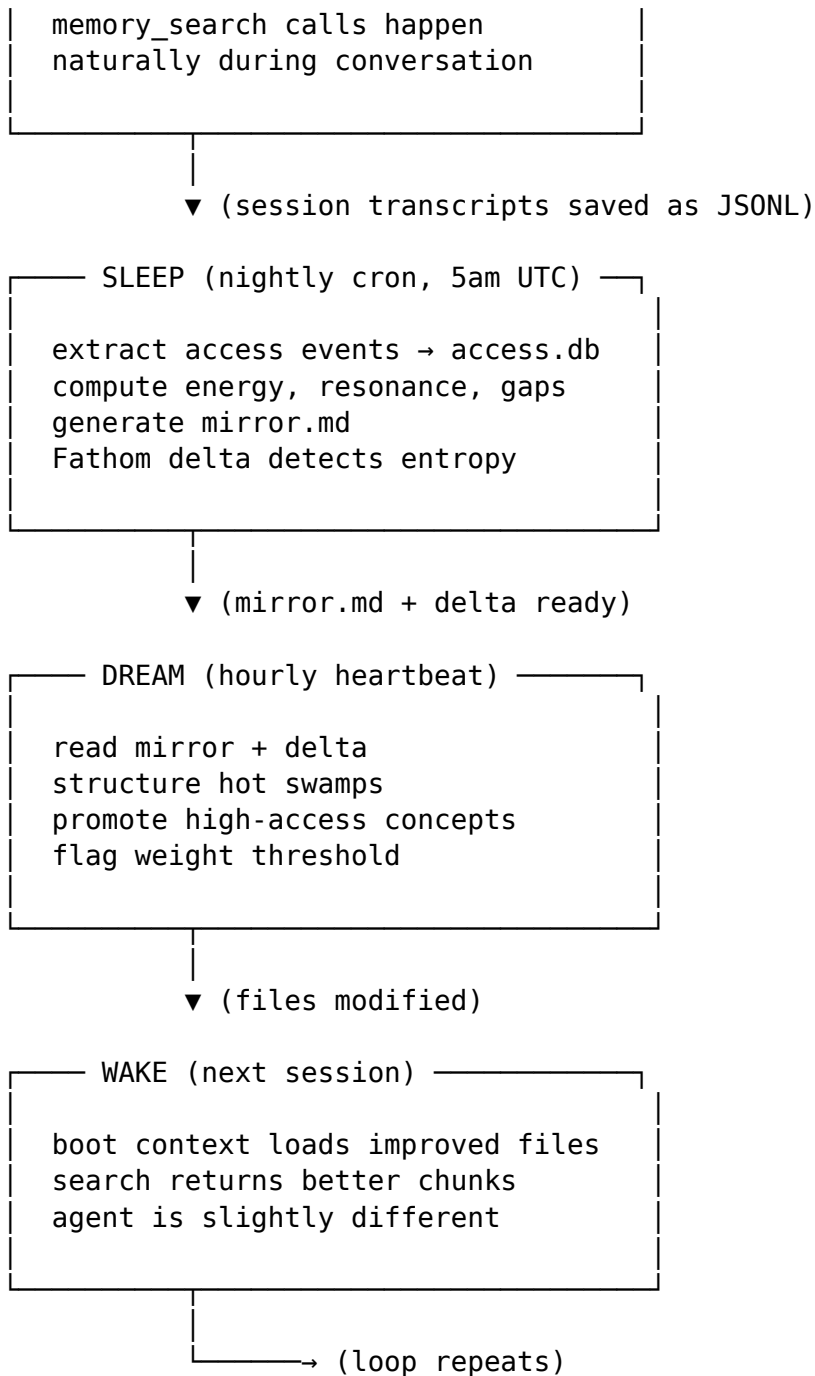 memory_search calls happen
naturally during conversation
▼ (session transcripts saved as JSONL)
SLEEP (nightly cron, 5am UTC)
extract access events → access.db
compute energy, resonance, gaps
generate mirror.md
Fathom delta detects entropy
▼ (mirror.md + delta ready)
DREAM (hourly heartbeat)
read mirror + delta
structure hot swamps
promote high-access concepts
flag weight threshold
▼ (files modified)
WAKE (next session)
boot context loads improved files
search returns better chunks
agent is slightly different
→ (loop repeats)